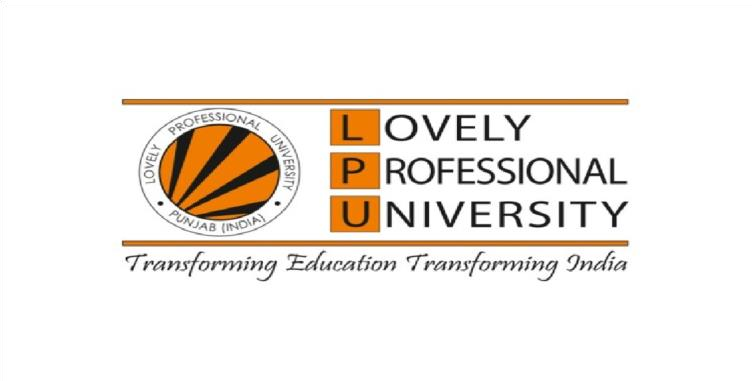 LOVELY PROFESSIONAL UNIVERSITY
• PUNJAB (INDIA) •
LOVELY
PROFESSIONAL
UNIVERSITY
Transforming Education Transforming India